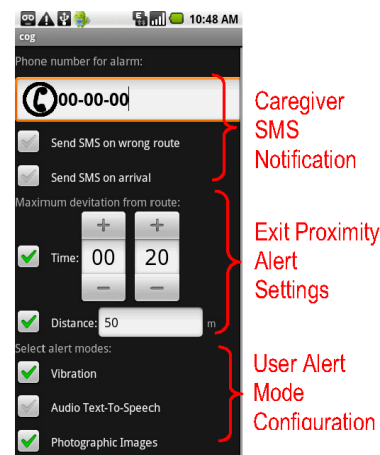 10:48 AM
cog
Phone number for alarm:
00-00-00
Send SMS on wrong route
Send SMS on arrival
Maximum devitation from route:
Time: 00 20
Distance: 50 m
Select alert modes:
Vibration
Audio Text-To-Speech
Photographic Images
Caregiver
SMS
Notification
Exit Proximity
Alert
Settings
User Alert
Mode
Configuration